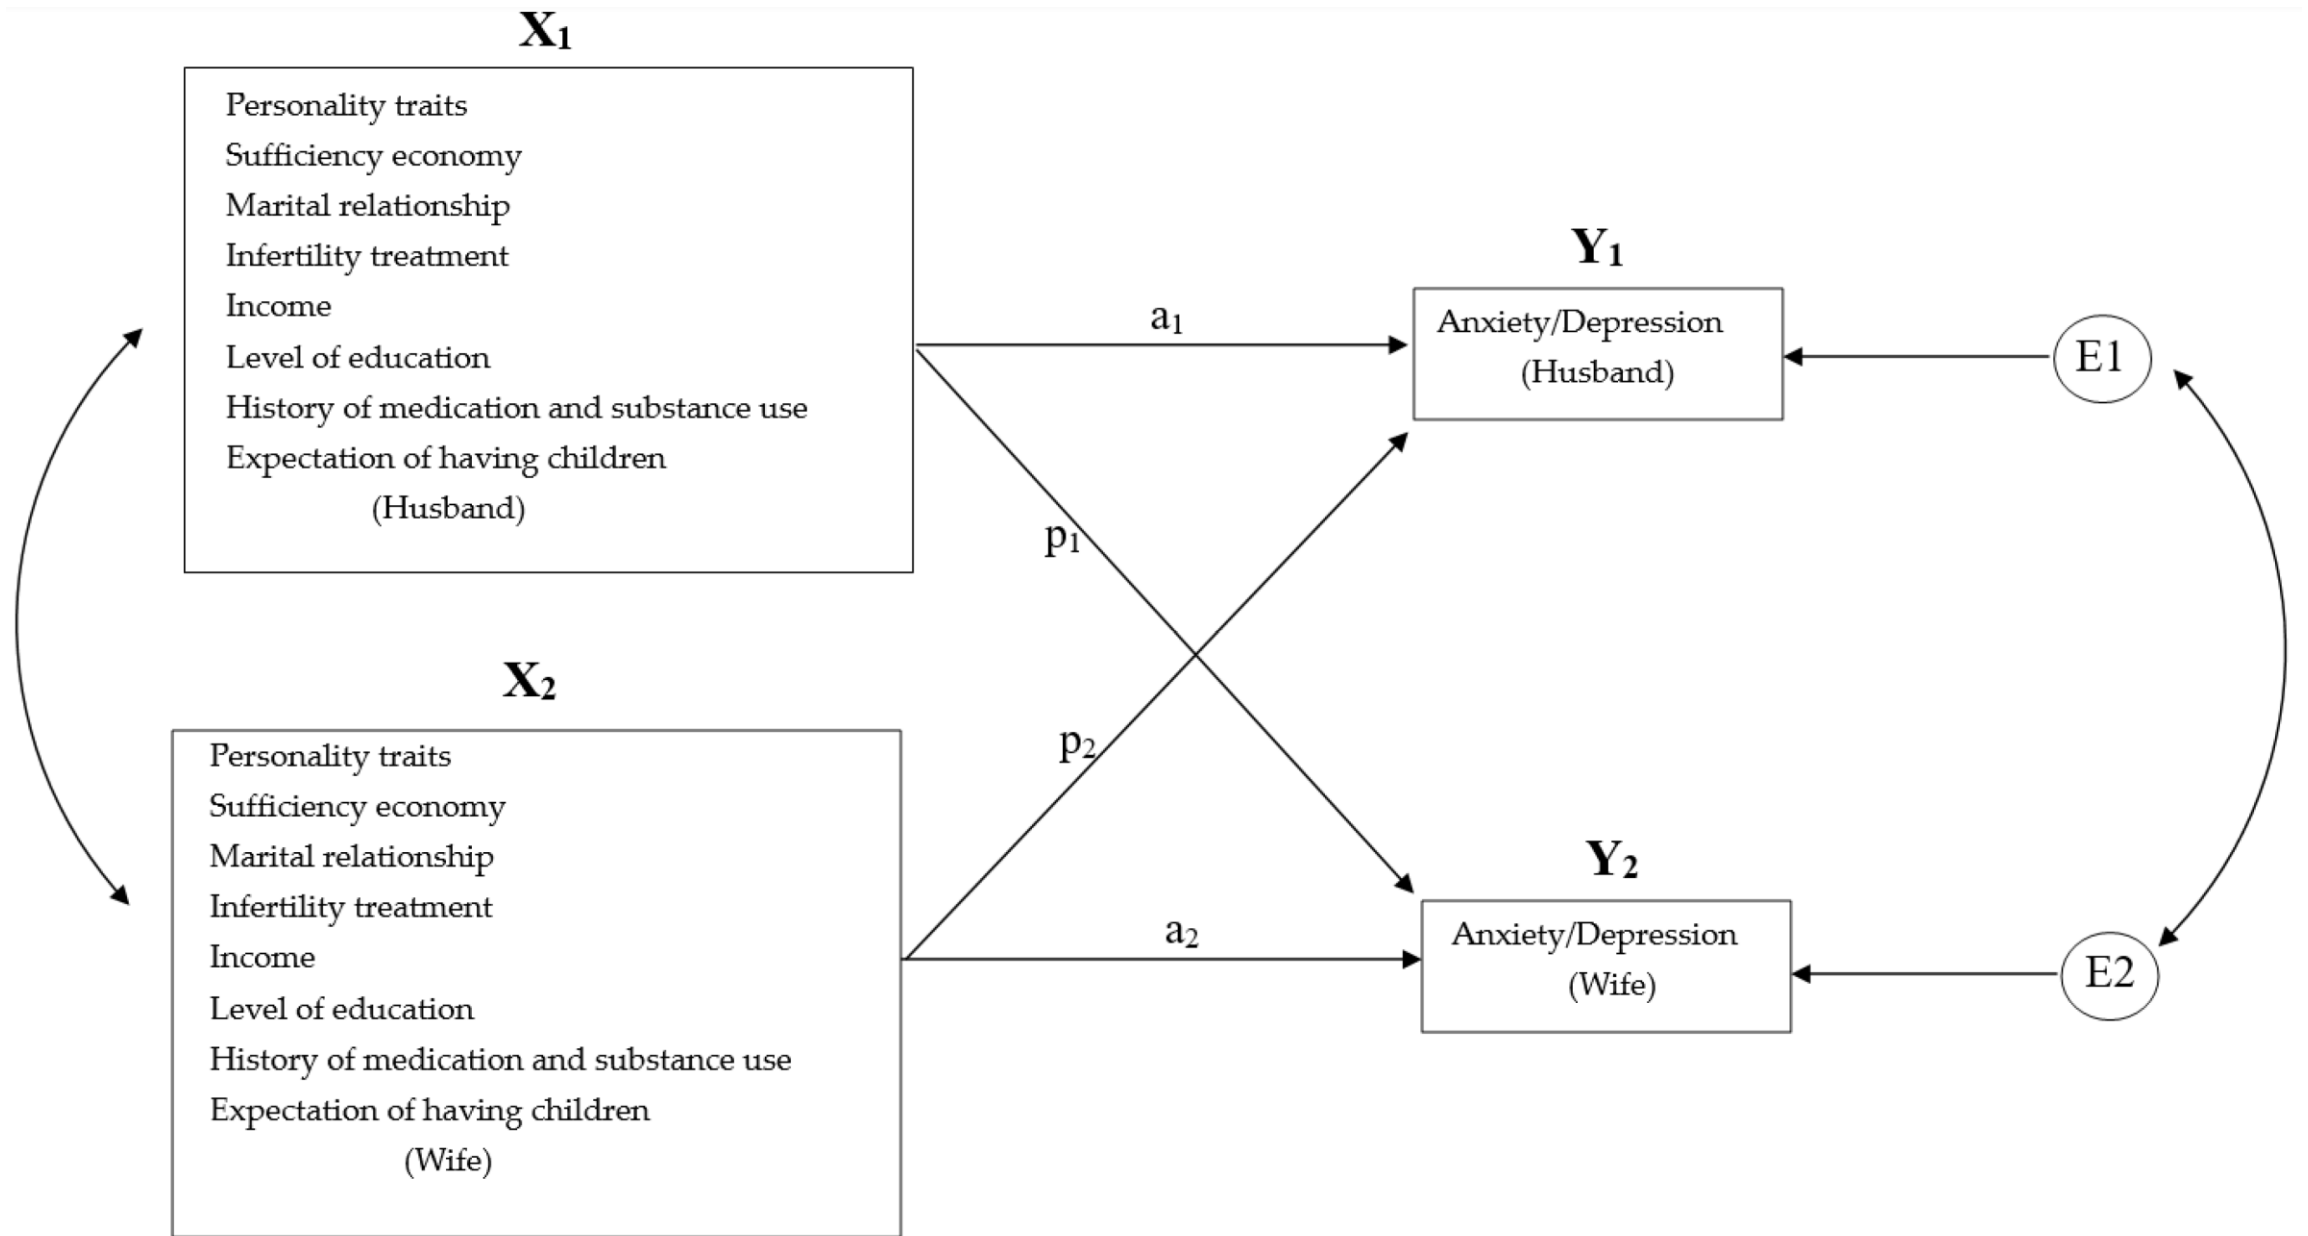 X₁
Personality traits
Sufficiency economy
Marital relationship
Infertility treatment
Income
Level of education
History of medication and substance use
Expectation of having children
(Husband)
X₂
Personality traits
Sufficiency economy
Marital relationship
Infertility treatment
Income
Level of education
History of medication and substance use
Expectation of having children
(Wife)
a₁
p₁
p₂
a₂
Y₁
Anxiety/Depression
(Husband)
Y₂
Anxiety/Depression
(Wife)
E1
E2